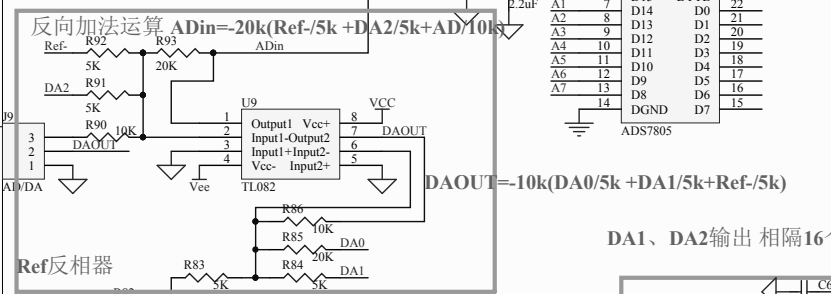 反向加法运算 ADin=-20k(Ref-/5k +DA2/5k+AD/10k)
2.2uF
Ref-
R92
5K
R93
20K
ADin
DA2
R91
5K
J9
3
2
1
AD/DA
R90
10K
DAOUT
U9
1 Output1 Vcc+ 8
2 Input1-Output2 7
3 Input1+Input2- 6
4 Vcc- Input2+ 5
TL082
VCC
DAOUT
Vee
DAOUT=-10k(DA0/5k +DA1/5k+Ref-/5k)
R86
10K
R85
20K
DA0
R83
5K
R84
5K
DA1
Ref反相器
A1 7 D14 D0 22
A2 8 D13 D1 21
A3 9 D12 D2 20
A4 10 D11 D3 19
A5 11 D10 D4 18
A6 12 D9 D5 17
A7 13 D8 D6 16
14 DGND D7 15
ADS7805
DA1、DA2输出 相隔16
C6